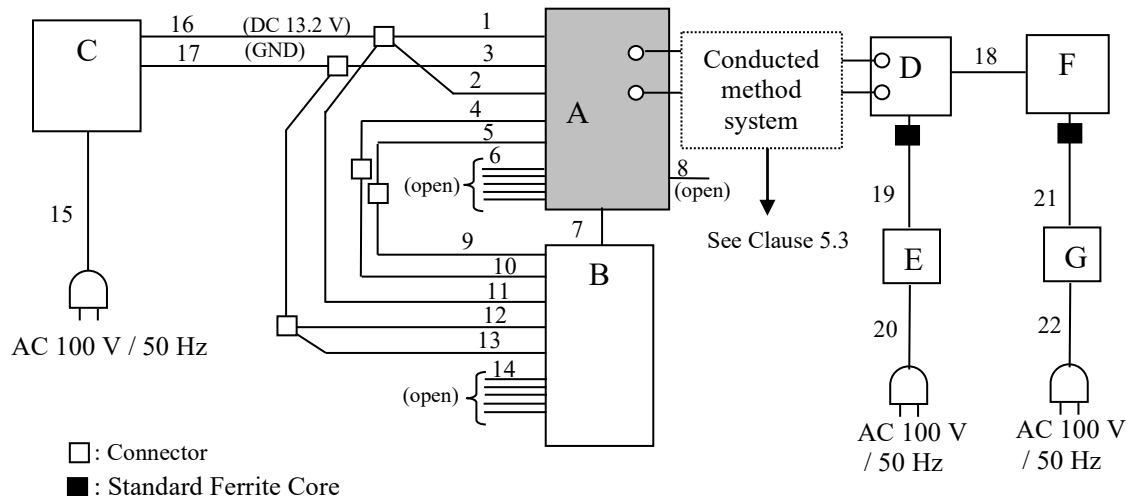 C
16 (DC 13.2 V)
17 (GND)
1
3
2
4
5
6
(open)
A
8
(open)
7
Conducted
method
system
See Clause 5.3
D
18
F
19
21
E
G
20
22
15
AC 100 V / 50 Hz
9
10
11
12
13
14
(open)
B
AC 100 V
/ 50 Hz
AC 100 V
/ 50 Hz
: Connector
: Standard Ferrite Core